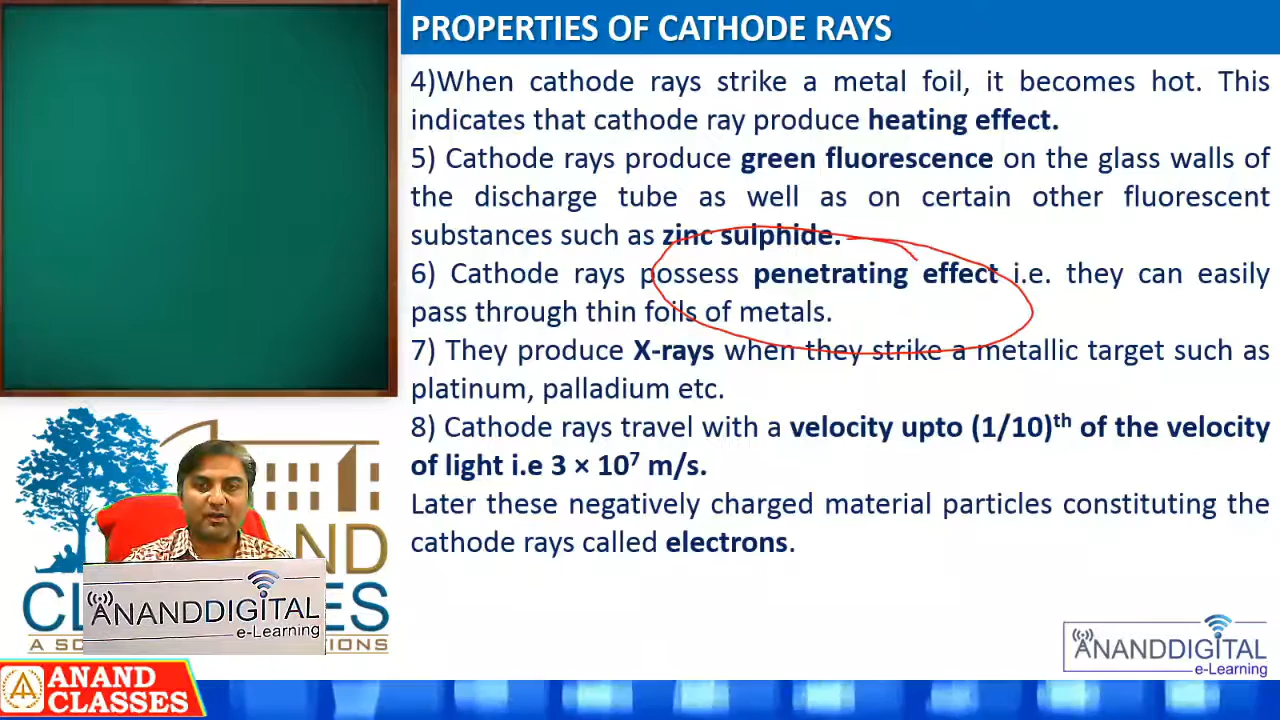 PROPERTIES OF CATHODE RAYS
4)When cathode rays strike a metal foil, it becomes hot. This
indicates that cathode ray produce heating effect.
5) Cathode rays produce green fluorescence on the glass walls of
the discharge tube as well as on certain other fluorescent
substances such as zinc sulphide.
6) Cathode rays possess penetrating effect i.e. they can easily
pass through thin foils of metals.
7) They produce X-rays when they strike a metallic target such as
platinum, palladium etc.
8) Cathode rays travel with a velocity upto (1/10)th of the velocity
of light i.e 3 × 10⁷ m/s.
Later these negatively charged material particles constituting the
cathode rays called electrons.
ANANDDIGITAL
e-Learning
ANANDDIGITAL
e-Learning
ANAND
CLASSES